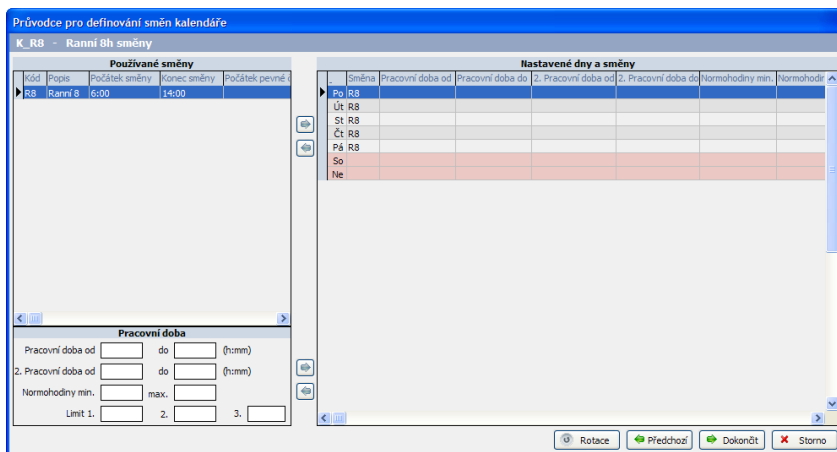 Průvodce pro definování směn kalendáře
K_R8 - Ranní 8h směny
Používané směny
Kód Popis Počátek směny Konec směny Počátek pevné
R8 Ranní 8 6:00 14:00
Pracovní doba
Pracovní doba od do (h:mm)
2. Pracovní doba od do (h:mm)
Normohodiny min. max.
Limit 1. 2. 3.
Nastavené dny a směny
Směna Pracovní doba od Pracovní doba do 2. Pracovní doba od 2. Pracovní doba do Normohodiny min.
Po R8
Út R8
St R8
Čt R8
Pá R8
So
Ne
Rotace Předchozí Dokončit Storno